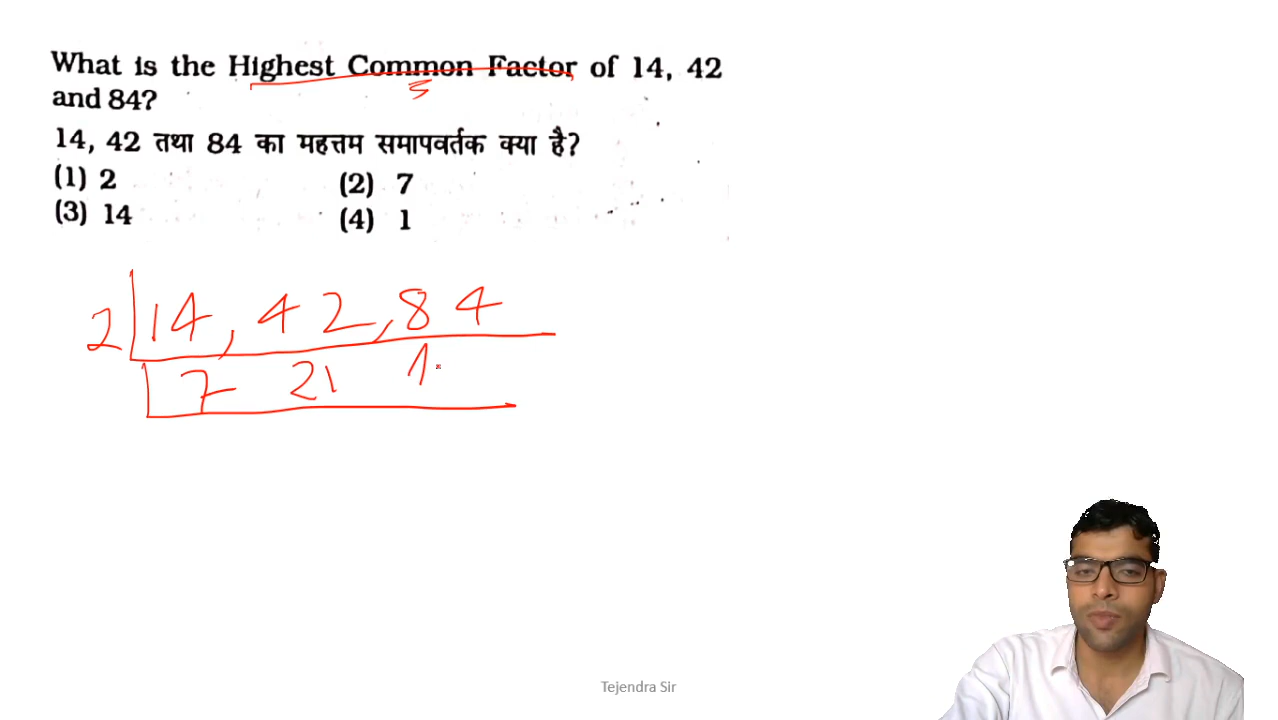 What is the Highest Common Factor of 14, 42
and 84?
14, 42 तथा 84 का महत्तम समापवर्तक क्या है?
(1) 2 (2) 7
(3) 14 (4) 1
2 14, 42, 84
7 21 1
Tejendra Sir